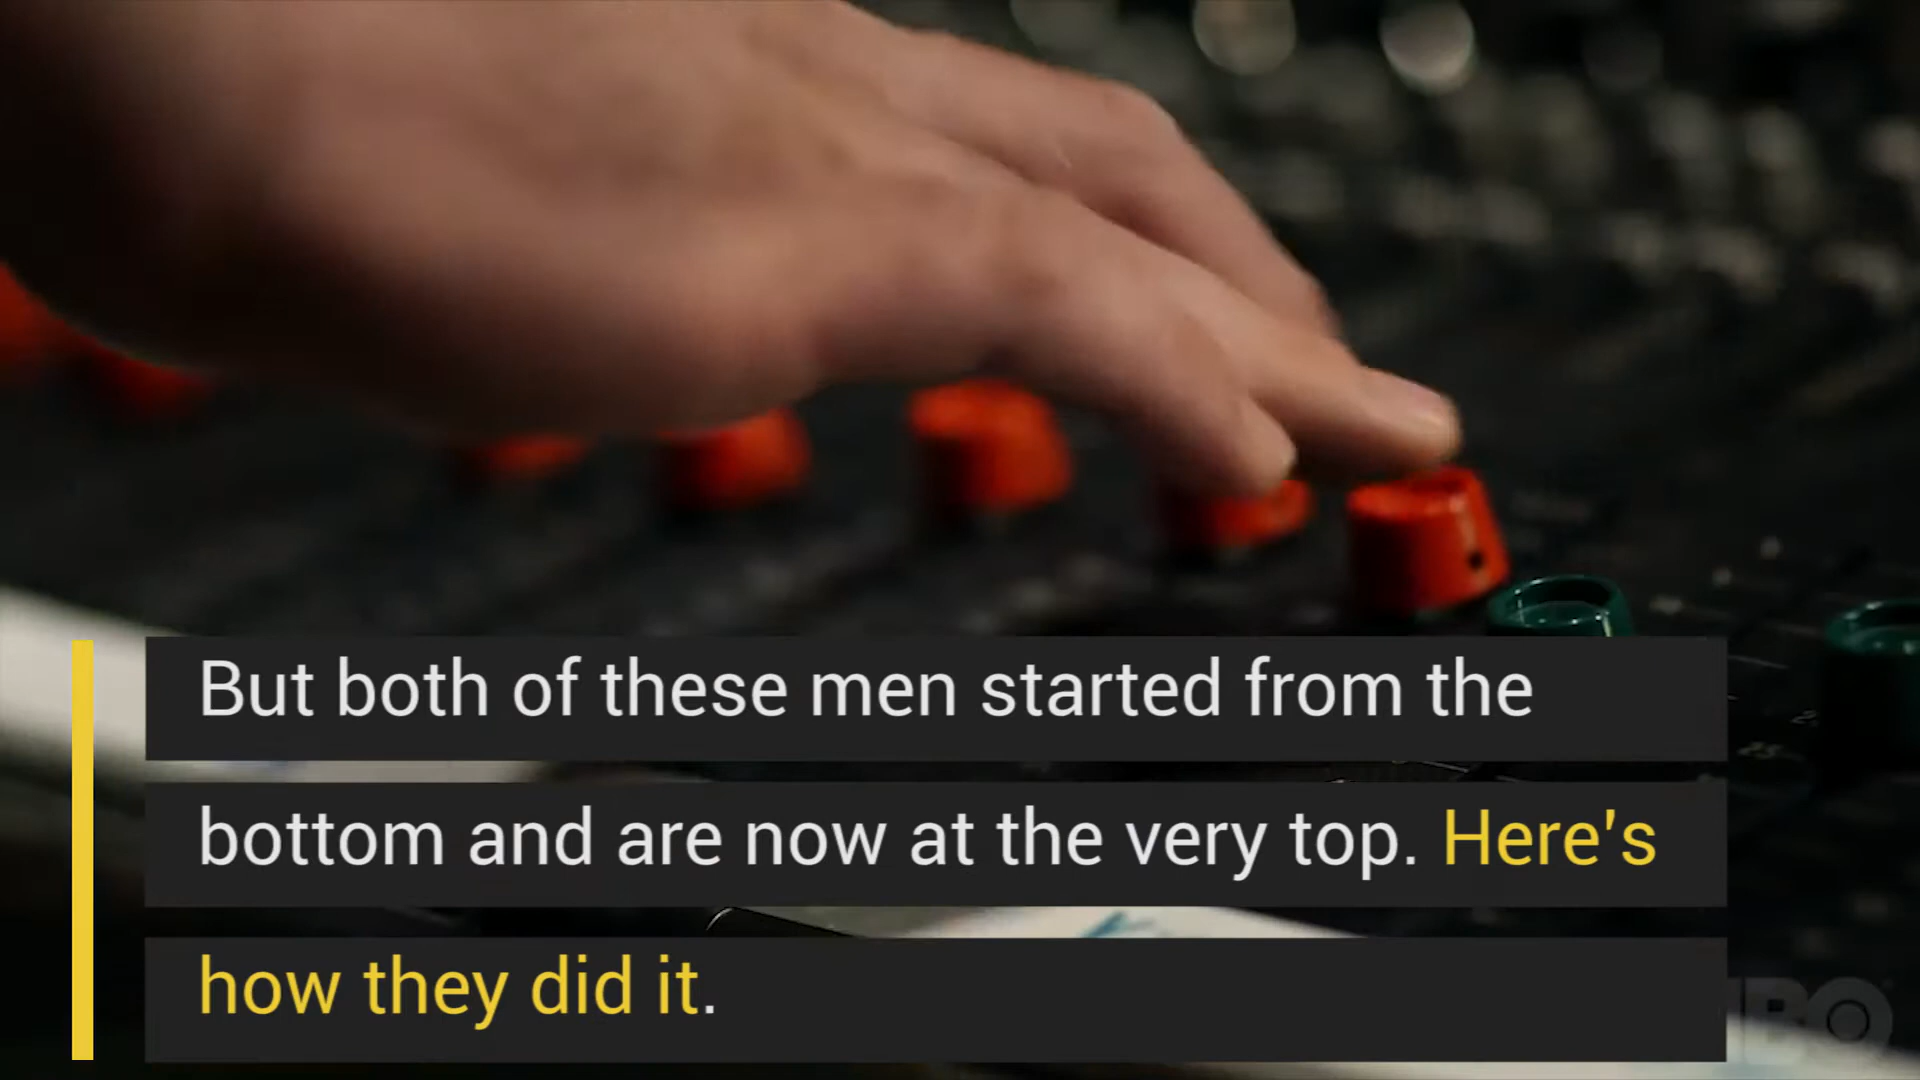 But both of these men started from the
bottom and are now at the very top. Here's
how they did it.
HBO